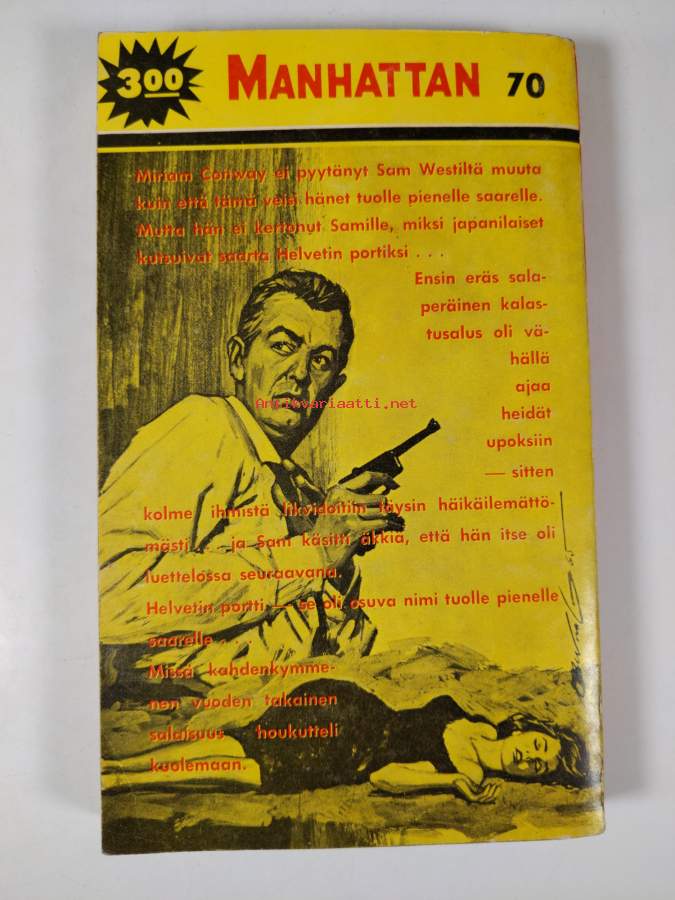 3.00 MANHATTAN 70
Miriam Conway ei pyytänyt Sam Westiltä muuta
kuin että tämä veisi hänet tuolle pienelle saarelle.
Mutta hän ei kertonut Samille, miksi japanilaiset
kutsuivat saarta Helvetin portiksi . . .
Ensin eräs sala-
peräinen kalas-
tusalus oli vä-
hällä
ajaa
heidät
upoksiin
— sitten
kolme ihmistä likvidoitiin täysin häikäilemättö-
mästi . . . ja Sam käsitti äkkiä, että hän itse oli
luettelossa seuraavana.
Helvetin portti — se oli osuva nimi tuolle pienelle
saarelle . . .
Missä kahdenkymme-
nen vuoden takainen
salaisuus houkutteli
kuolemaan.
Antikvariaatti.net